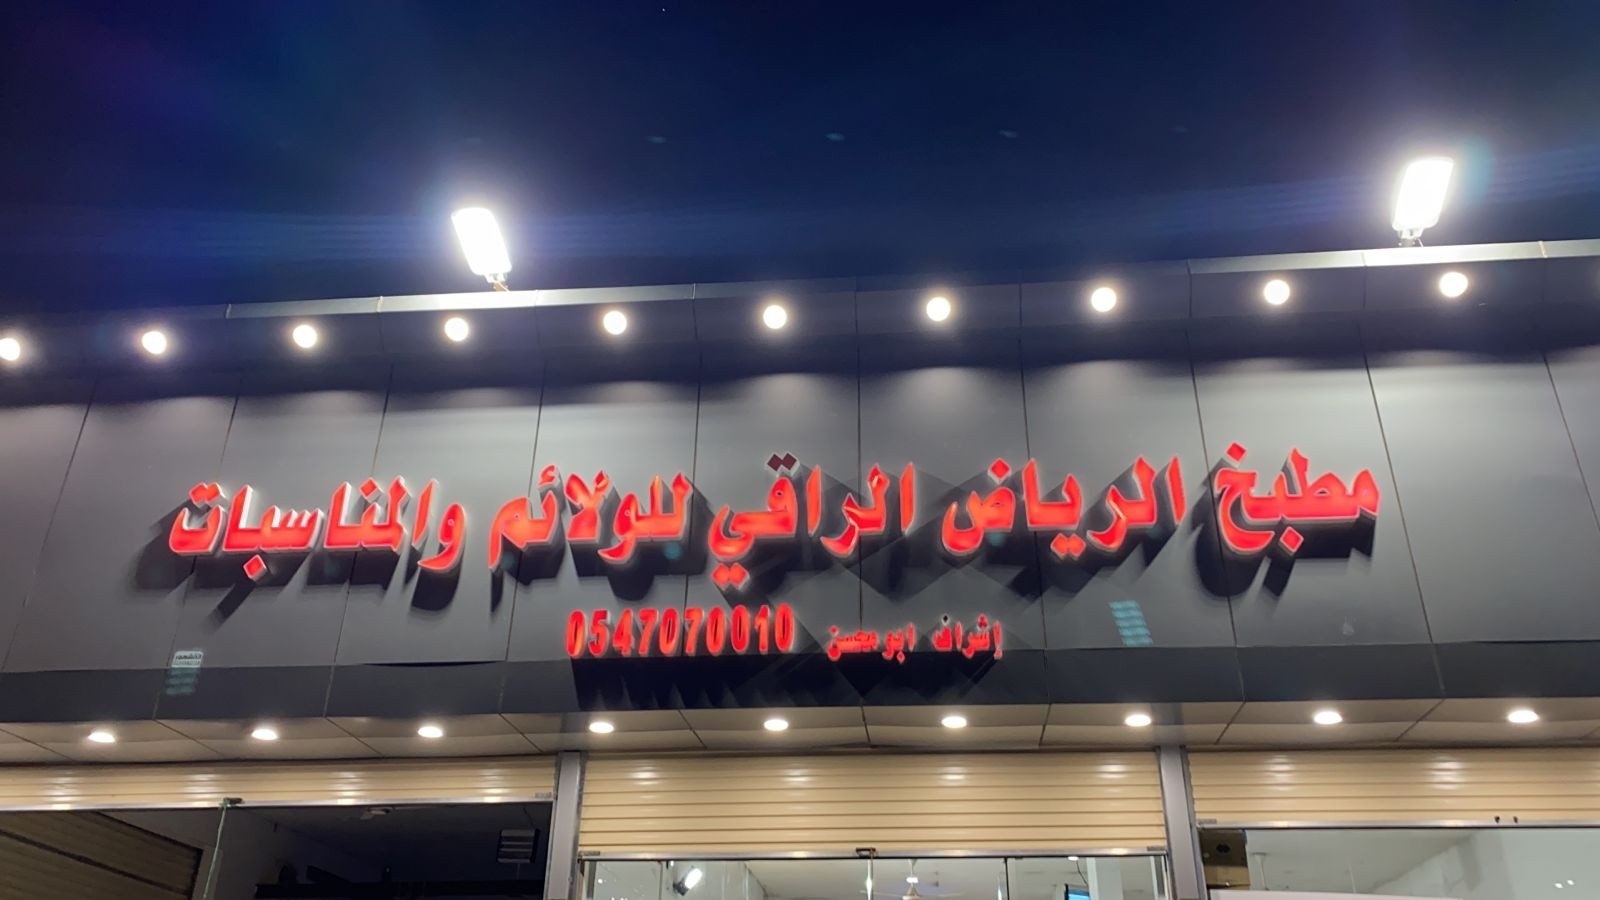 مطبخ الرياض الراقي للولائم والمناسبات
إشراف ابو محسن 0547070010